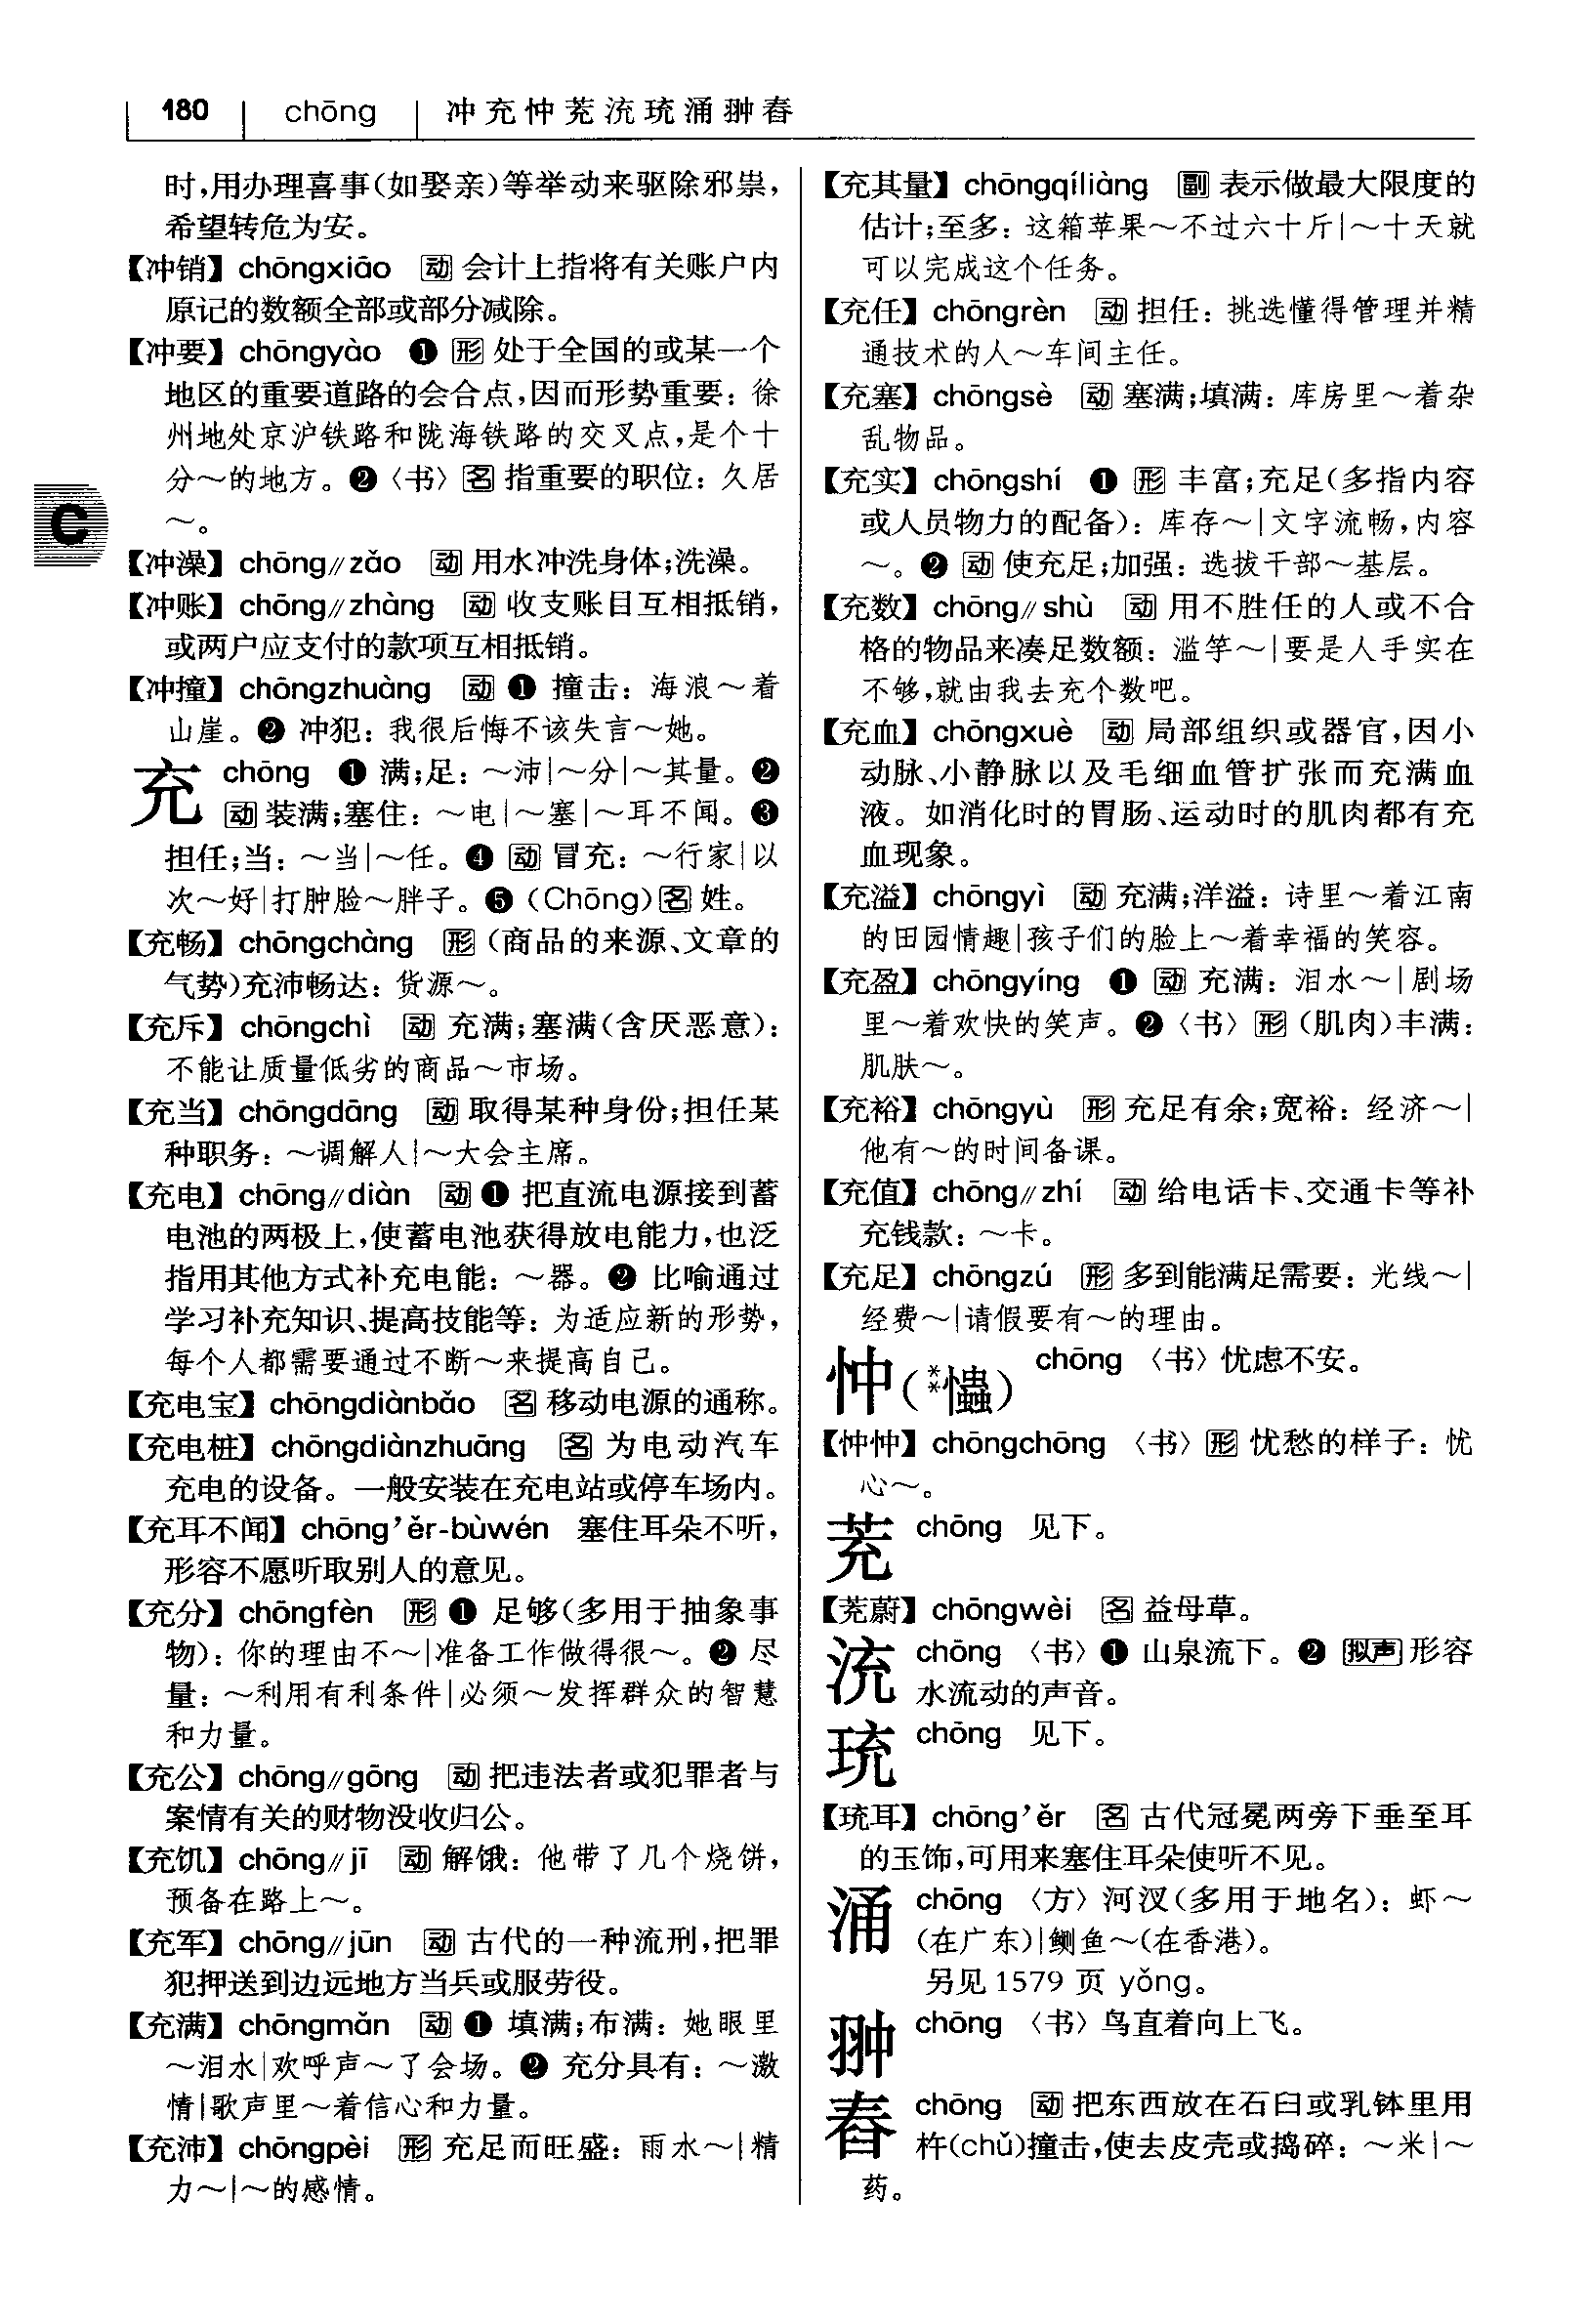 180 chōng 冲充忡茺流琉涌翀舂
时,用办理喜事(如娶亲)等举动来驱除邪祟,
希望转危为安。
【冲销】chōngxiāo 动 会计上指将有关账户内
原记的数额全部或部分减除。
【冲要】chōngyào ❶ 形 处于全国的或某一个
地区的重要道路的会合点,因而形势重要：徐
州地处京沪铁路和陇海铁路的交叉点,是个十
分～的地方。❷〈书〉名 指重要的职位：久居
～。
C
【冲澡】chōng∥zǎo 动 用水冲洗身体;洗澡。
【冲账】chōng∥zhàng 动 收支账目互相抵销,
或两户应支付的款项互相抵销。
【冲撞】chōngzhuàng 动 ❶ 撞击：海浪～着
山崖。❷ 冲犯：我很后悔不该失言～她。
充 chōng ❶ 满;足：～沛|～分|～其量。❷
动 装满;塞住：～电|～塞|～耳不闻。❸
担任;当：～当|～任。❹ 动 冒充：～行家|以
次～好|打肿脸～胖子。❺（Chōng)名 姓。
【充畅】chōngchàng 形（商品的来源、文章的
气势)充沛畅达：货源～。
【充斥】chōngchì 动 充满;塞满(含厌恶意)：
不能让质量低劣的商品～市场。
【充当】chōngdāng 动 取得某种身份;担任某
种职务：～调解人|～大会主席。
【充电】chōng∥diàn 动 ❶ 把直流电源接到蓄
电池的两极上,使蓄电池获得放电能力,也泛
指用其他方式补充电能：～器。❷ 比喻通过
学习补充知识、提高技能等：为适应新的形势,
每个人都需要通过不断～来提高自己。
【充电宝】chōngdiànbǎo 名 移动电源的通称。
【充电桩】chōngdiànzhuāng 名 为电动汽车
充电的设备。一般安装在充电站或停车场内。
【充耳不闻】chōng’ěr-bùwén 塞住耳朵不听,
形容不愿听取别人的意见。
【充分】chōngfèn 形 ❶ 足够(多用于抽象事
物)：你的理由不～|准备工作做得很～。❷ 尽
量：～利用有利条件|必须～发挥群众的智慧
和力量。
【充公】chōng∥gōng 动 把违法者或犯罪者与
案情有关的财物没收归公。
【充饥】chōng∥jī 动 解饿：他带了几个烧饼,
预备在路上～。
【充军】chōng∥jūn 动 古代的一种流刑,把罪
犯押送到边远地方当兵或服劳役。
【充满】chōngmǎn 动 ❶ 填满;布满：她眼里
～泪水|欢呼声～了会场。❷ 充分具有：～激
情|歌声里～着信心和力量。
【充沛】chōngpèi 形 充足而旺盛：雨水～|精
力～|～的感情。
【充其量】chōngqíliàng 副 表示做最大限度的
估计;至多：这箱苹果～不过六十斤|～十天就
可以完成这个任务。
【充任】chōngrèn 动 担任：挑选懂得管理并精
通技术的人～车间主任。
【充塞】chōngsè 动 塞满;填满：库房里～着杂
乱物品。
【充实】chōngshí ❶ 形 丰富;充足(多指内容
或人员物力的配备)：库存～|文字流畅,内容
～。❷ 动 使充足;加强：选拔干部～基层。
【充数】chōng∥shù 动 用不胜任的人或不合
格的物品来凑足数额：滥竽～|要是人手实在
不够,就由我去充个数吧。
【充血】chōngxuè 动 局部组织或器官,因小
动脉、小静脉以及毛细血管扩张而充满血
液。如消化时的胃肠、运动时的肌肉都有充
血现象。
【充溢】chōngyì 动 充满;洋溢：诗里～着江南
的田园情趣|孩子们的脸上～着幸福的笑容。
【充盈】chōngyíng ❶ 动 充满：泪水～|剧场
里～着欢快的笑声。❷〈书〉形（肌肉)丰满：
肌肤～。
【充裕】chōngyù 形 充足有余;宽裕：经济～|
他有～的时间备课。
【充值】chōng∥zhí 动 给电话卡、交通卡等补
充钱款：～卡。
【充足】chōngzú 形 多到能满足需要：光线～|
经费～|请假要有～的理由。
忡(**㤝) chōng〈书〉忧虑不安。
【忡忡】chōngchōng〈书〉形 忧愁的样子：忧
心～。
茺 chōng 见下。
【茺蔚】chōngwèi 名 益母草。
流 chōng〈书〉❶ 山泉流下。❷ 拟声 形容
水流动的声音。
琉 chōng 见下。
【琉耳】chōng’ěr 名 古代冠冕两旁下垂至耳
的玉饰,可用来塞住耳朵使听不见。
涌 chōng〈方〉河汊(多用于地名)：虾～
(在广东)|鲗鱼～(在香港)。
另见 1579 页 yǒng。
翀 chōng〈书〉鸟直着向上飞。
舂 chōng 动 把东西放在石臼或乳钵里用
杵(chǔ)撞击,使去皮壳或捣碎：～米|～
药。